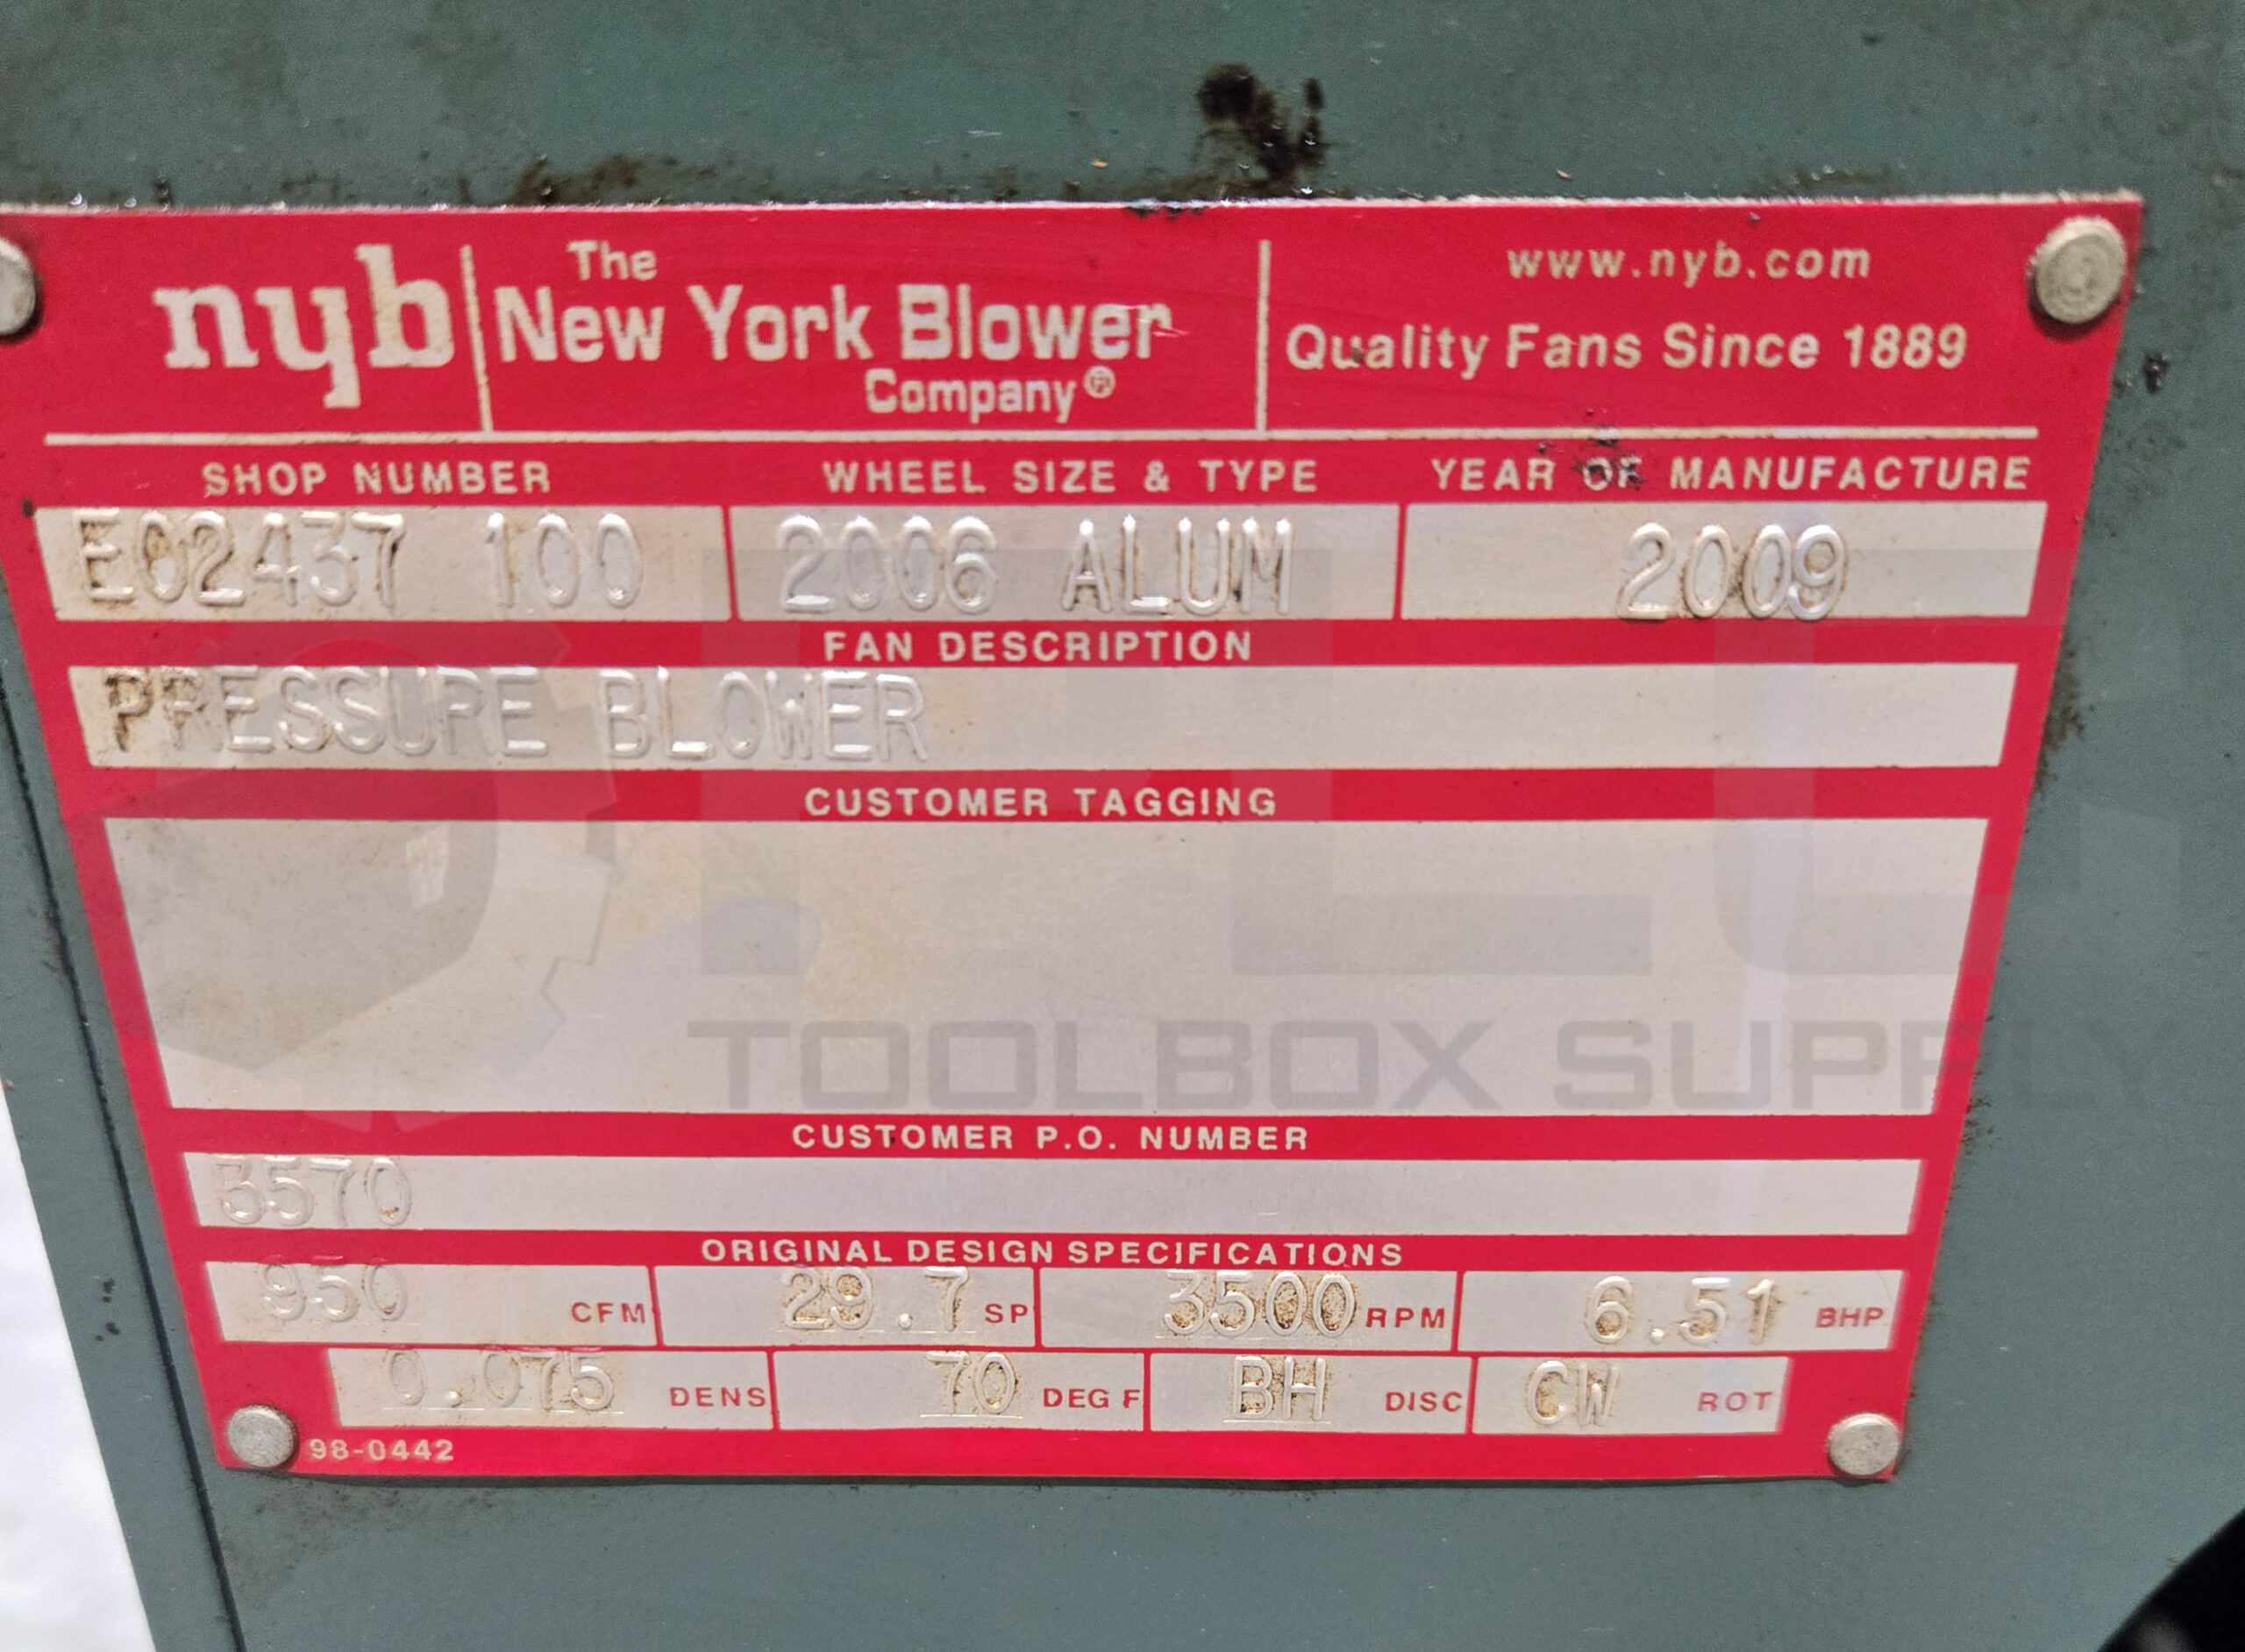 nyb
The
New York Blower
Company®
www.nyb.com
Quality Fans Since 1889
SHOP NUMBER WHEEL SIZE & TYPE YEAR OF MANUFACTURE
E02437 100 2006 ALUM 2009
FAN DESCRIPTION
PRESSURE BLOWER
CUSTOMER TAGGING
TOOLBOX SUPPLY
CUSTOMER P.O. NUMBER
3570
ORIGINAL DESIGN SPECIFICATIONS
950 CFM 29.7 SP 3500 RPM 6.51 BHP
0.075 DENS 70 DEG F BH DISC CW ROT
98-0442